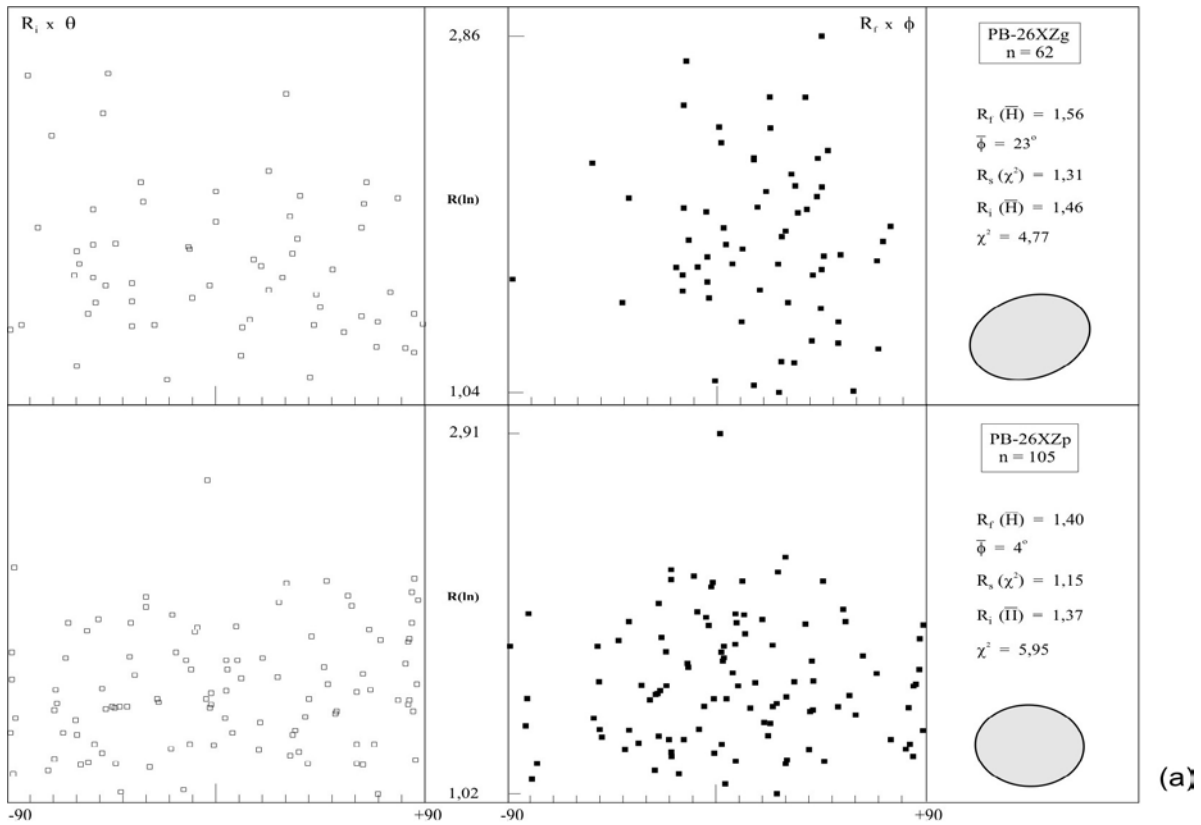 R_i x θ
R_f x ϕ
2,86
R(ln)
1,04
PB-26XZg
n = 62
R_f (H̅) = 1,56
ϕ̅ = 23°
R_s (χ²) = 1,31
R_i (H̅) = 1,46
χ² = 4,77
2,91
R(ln)
1,02
PB-26XZp
n = 105
R_f (H̅) = 1,40
ϕ̅ = 4°
R_s (χ²) = 1,15
R_i (H̅) = 1,37
χ² = 5,95
-90
+90
-90
+90
(a)